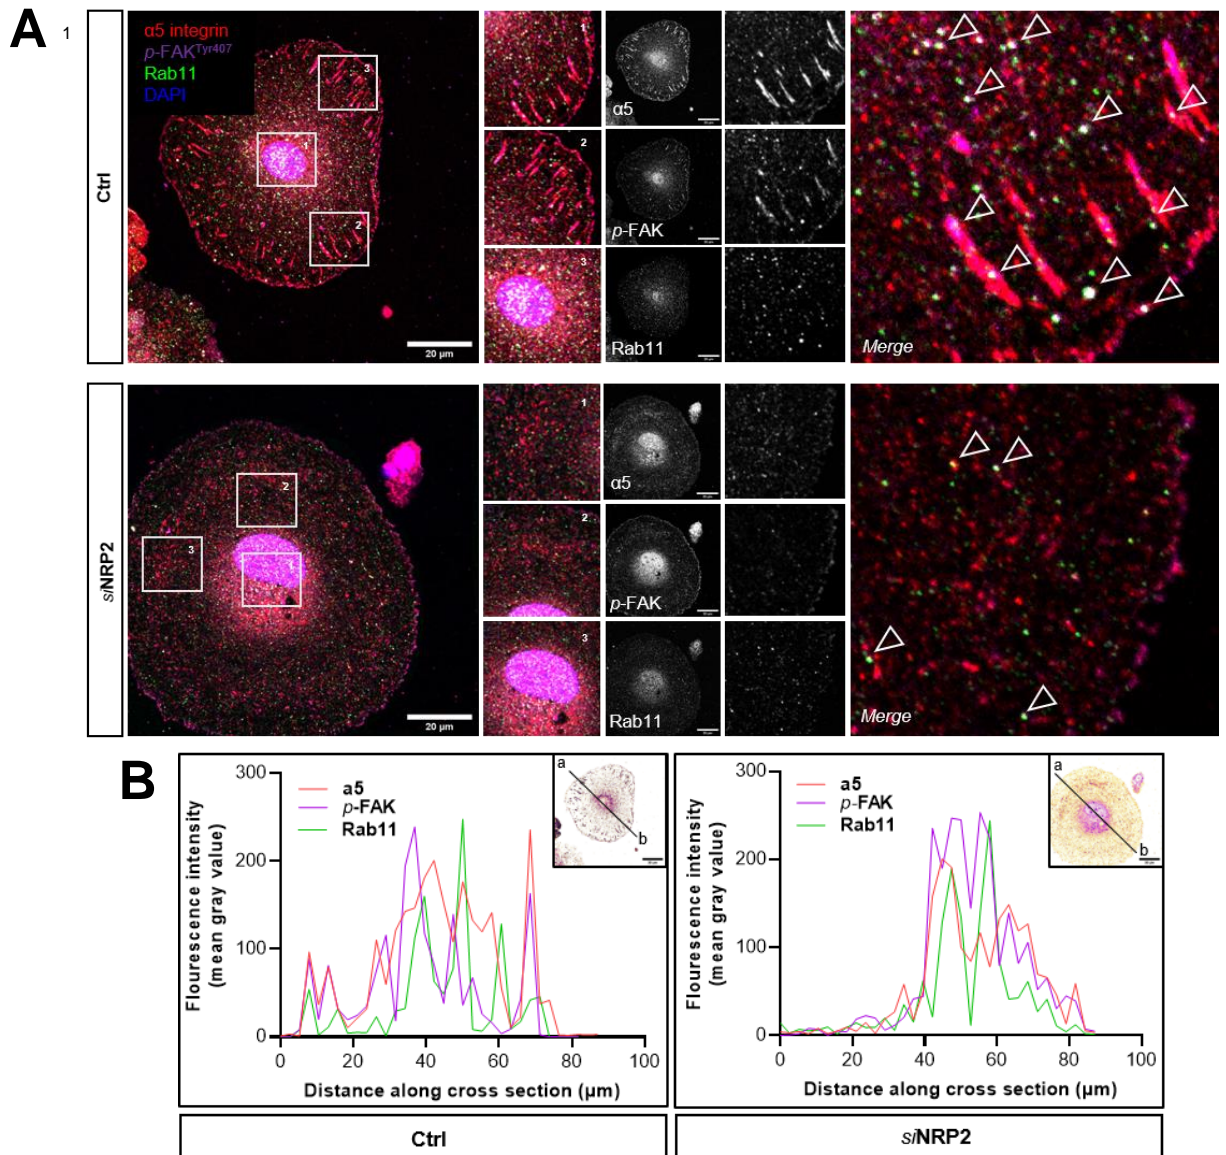 A
1
Ctrl
α5 integrin
p-FAKTyr407
Rab11
DAPI
3
1
2
20 µm
1
2
3
α5
p-FAK
Rab11
Merge
siNRP2
2
3
20 µm
1
2
3
α5
p-FAK
Rab11
Merge
B
Flourescence intensity
(mean gray value)
300
200
100
0
a5
p-FAK
Rab11
a
b
0 20 40 60 80 100
Distance along cross section (µm)
Ctrl
Flourescence intensity
(mean gray value)
300
200
100
0
a5
p-FAK
Rab11
a
b
0 20 40 60 80 100
Distance along cross section (µm)
siNRP2